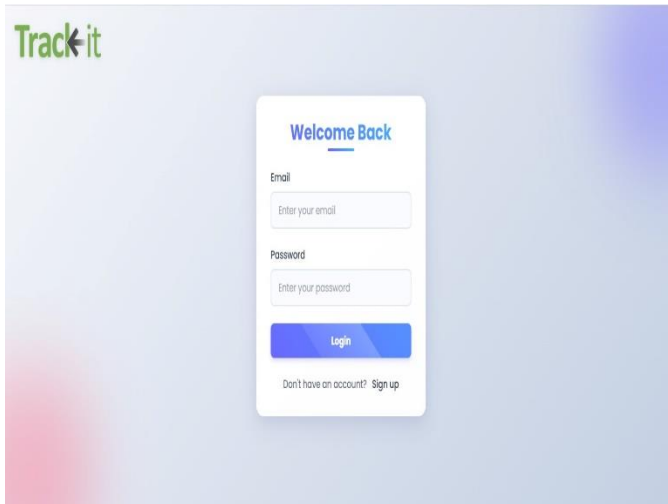 Track it
Welcome Back
Email
Enter your email
Password
Enter your password
Login
Don't have an account? Sign up